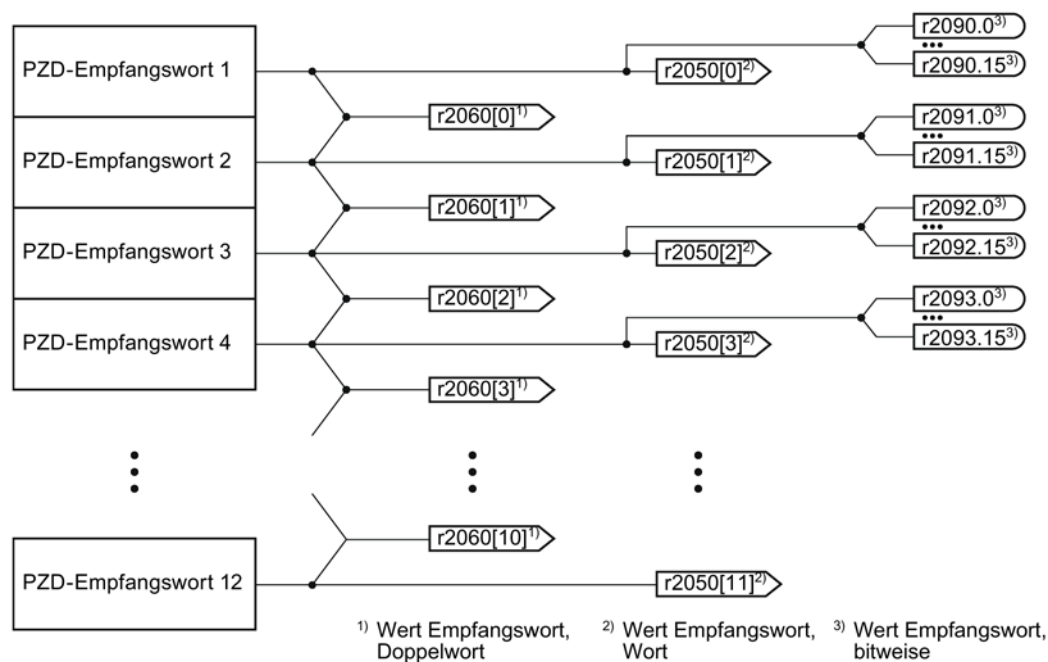 r2090.0³⁾
•••
PZD-Empfangswort 1
r2050[0]²⁾
r2090.15³⁾
r2060[0]¹⁾
r2091.0³⁾
•••
PZD-Empfangswort 2
r2050[1]²⁾
r2091.15³⁾
r2060[1]¹⁾
r2092.0³⁾
•••
PZD-Empfangswort 3
r2050[2]²⁾
r2092.15³⁾
r2060[2]¹⁾
r2093.0³⁾
•••
PZD-Empfangswort 4
r2050[3]²⁾
r2093.15³⁾
r2060[3]¹⁾
r2060[10]¹⁾
PZD-Empfangswort 12
r2050[11]²⁾
¹⁾ Wert Empfangswort,
Doppelwort
²⁾ Wert Empfangswort,
Wort
³⁾ Wert Empfangswort,
bitweise